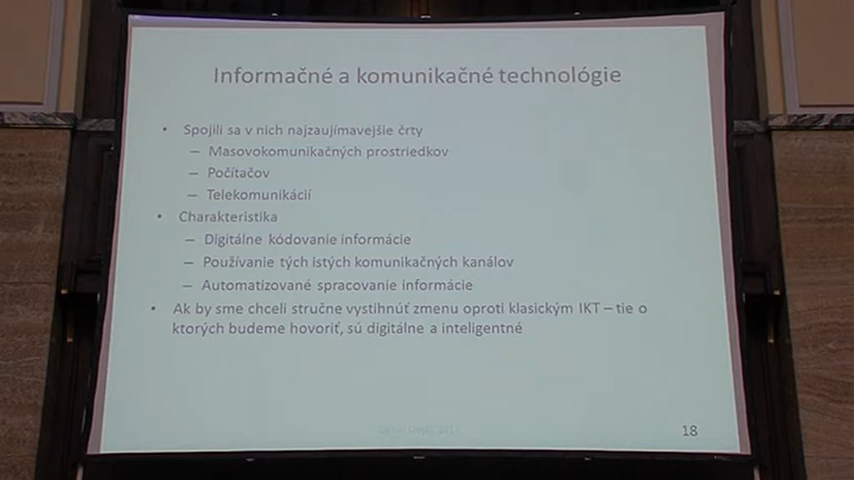 Informačné a komunikačné technológie
• Spojili sa v nich najzaujímavejšie črty
– Masovokomunikačných prostriedkov
– Počítačov
– Telekomunikácií
• Charakteristika
– Digitálne kódovanie informácie
– Používanie tých istých komunikačných kanálov
– Automatizované spracovanie informácie
• Ak by sme chceli stručne vystihnúť zmenu oproti klasickým IKT – tie o
ktorých budeme hovoriť, sú digitálne a inteligentné
18